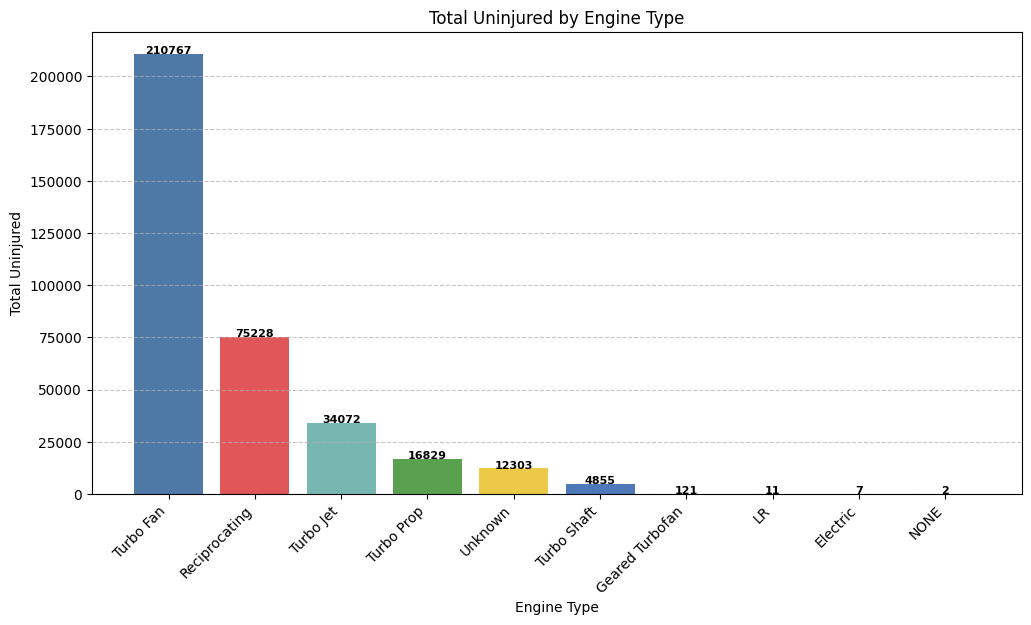 Total Uninjured by Engine Type
Total Uninjured
200000
175000
150000
125000
100000
75000
50000
25000
0
210767
75228
34072
16829
12303
4855
121
11
7
2
Turbo Fan
Reciprocating
Turbo Jet
Turbo Prop
Unknown
Turbo Shaft
Geared Turbofan
LR
Electric
NONE
Engine Type